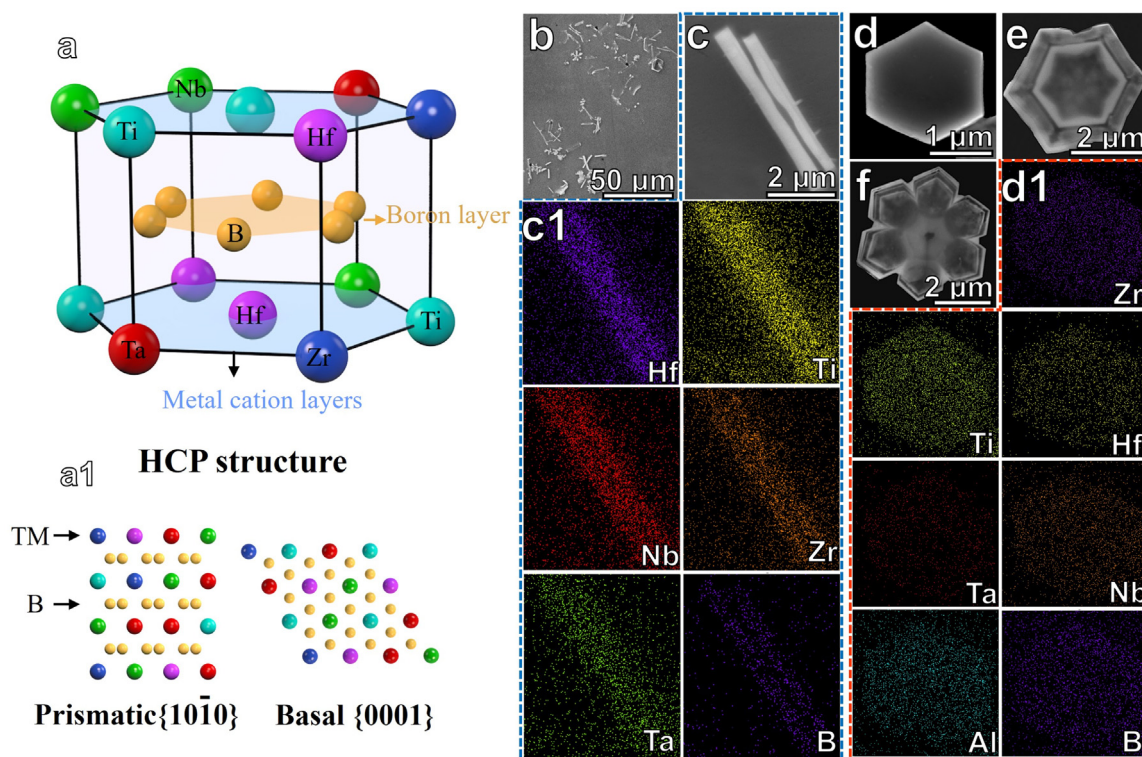 a
Nb
Ti
Hf
Boron layer
B
Hf
Ti
Ta
Zr
Metal cation layers
HCP structure
a1
TM
B
Prismatic{101̄0}
Basal {0001}
b
50 μm
c
2 μm
c1
Hf
Ti
Nb
Zr
Ta
B
d
1 μm
e
2 μm
f
2 μm
d1
Zr
Ti
Hf
Ta
Nb
Al
B